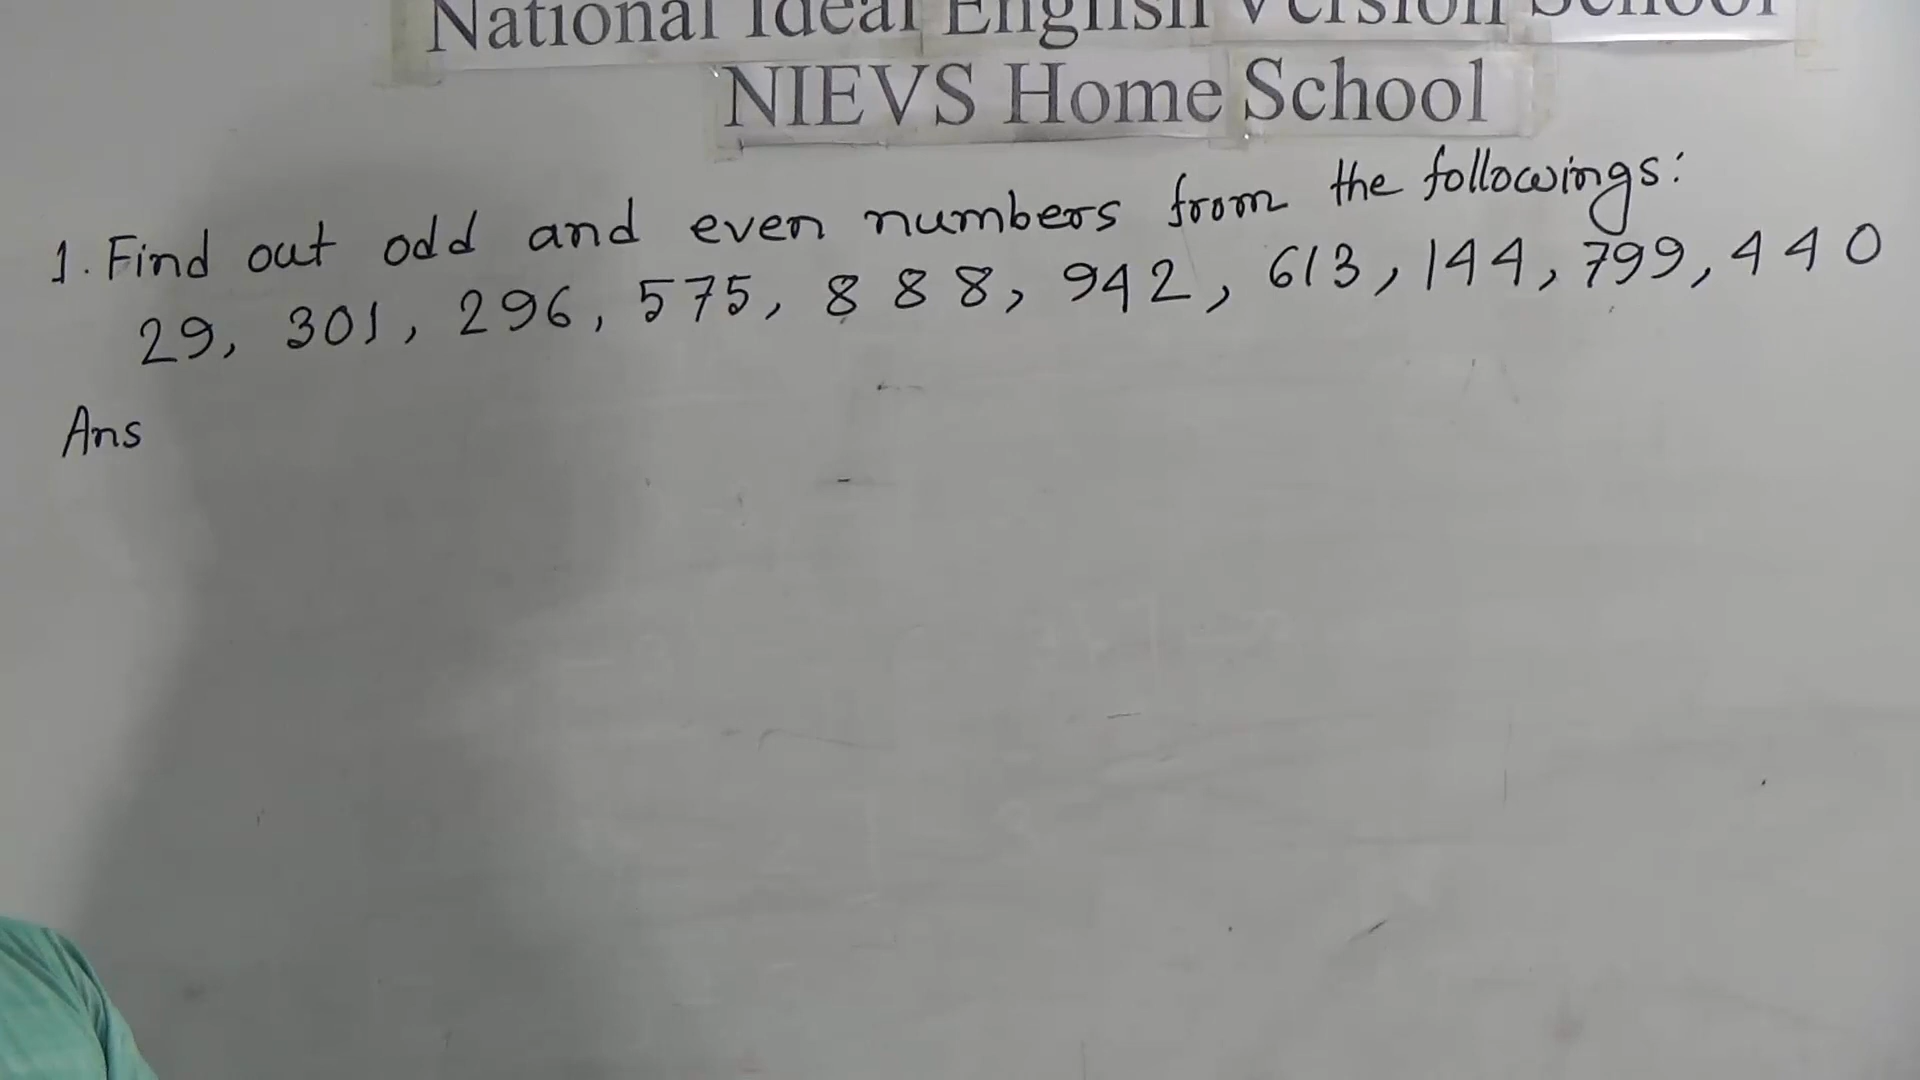 National Ideal English Version School
NIEVS Home School
1. Find out odd and even numbers from the followings:
29, 301, 296, 575, 888, 942, 613, 144, 799, 440
Ans